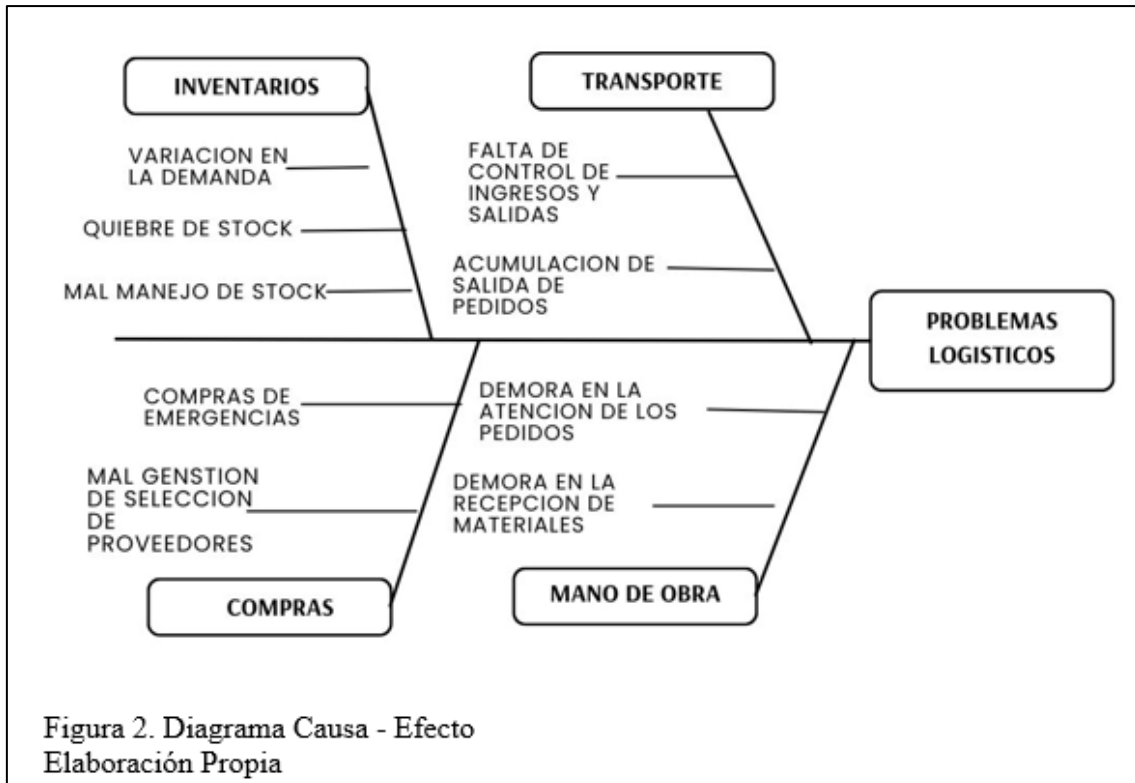 INVENTARIOS
VARIACION EN
LA DEMANDA
QUIEBRE DE STOCK
MAL MANEJO DE STOCK
TRANSPORTE
FALTA DE
CONTROL DE
INGRESOS Y
SALIDAS
ACUMULACION DE
SALIDA DE
PEDIDOS
PROBLEMAS
LOGISTICOS
COMPRAS DE
EMERGENCIAS
MAL GENSTION
DE SELECCION
DE
PROVEEDORES
COMPRAS
DEMORA EN LA
ATENCION DE LOS
PEDIDOS
DEMORA EN LA
RECEPCION DE
MATERIALES
MANO DE OBRA
Figura 2. Diagrama Causa - Efecto
Elaboración Propia